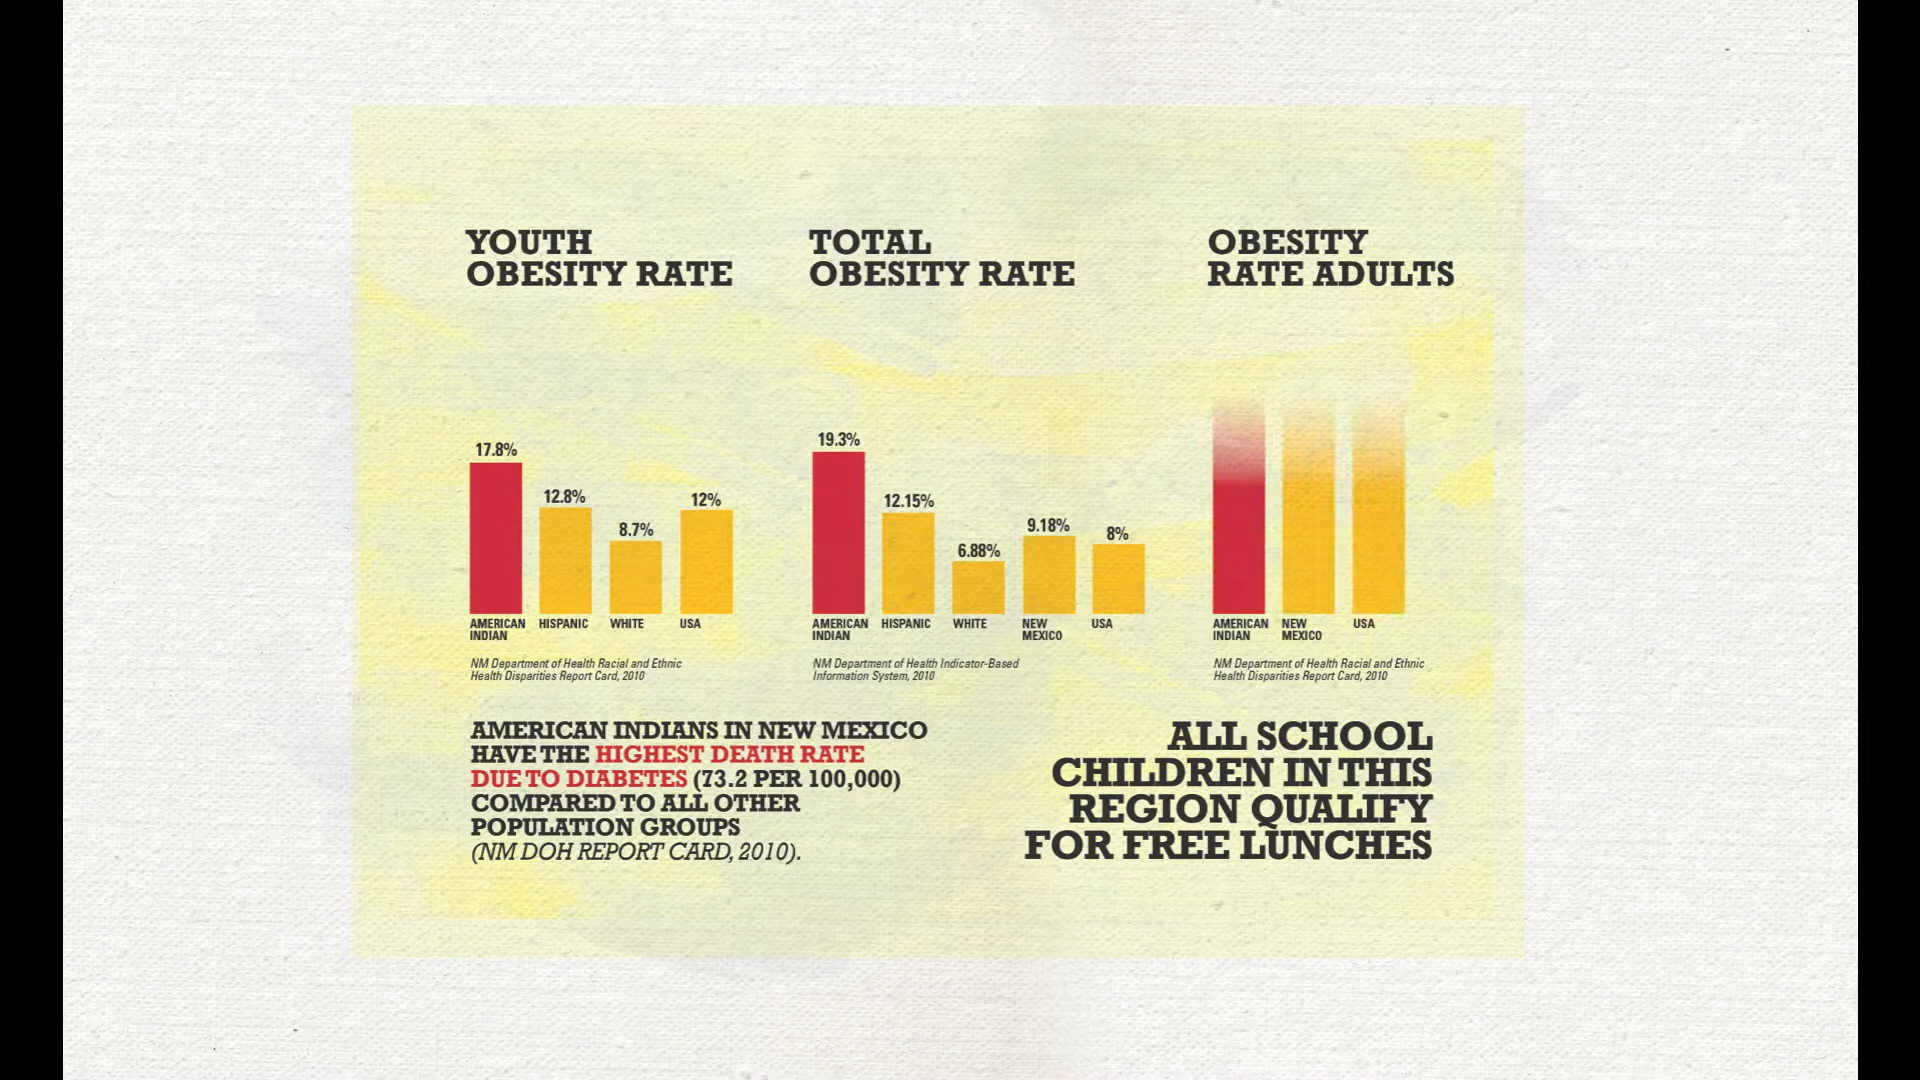 YOUTH
OBESITY RATE
17.8%
12.8%
8.7%
12%
AMERICAN
INDIAN
HISPANIC
WHITE
USA
NM Department of Health Racial and Ethnic
Health Disparities Report Card, 2010
TOTAL
OBESITY RATE
19.3%
12.15%
6.88%
9.18%
8%
AMERICAN
INDIAN
HISPANIC
WHITE
NEW
MEXICO
USA
NM Department of Health Indicator-Based
Information System, 2010
OBESITY
RATE ADULTS
AMERICAN
INDIAN
NEW
MEXICO
USA
NM Department of Health Racial and Ethnic
Health Disparities Report Card, 2010
AMERICAN INDIANS IN NEW MEXICO
HAVE THE HIGHEST DEATH RATE
DUE TO DIABETES (73.2 PER 100,000)
COMPARED TO ALL OTHER
POPULATION GROUPS
(NM DOH REPORT CARD, 2010).
ALL SCHOOL
CHILDREN IN THIS
REGION QUALIFY
FOR FREE LUNCHES